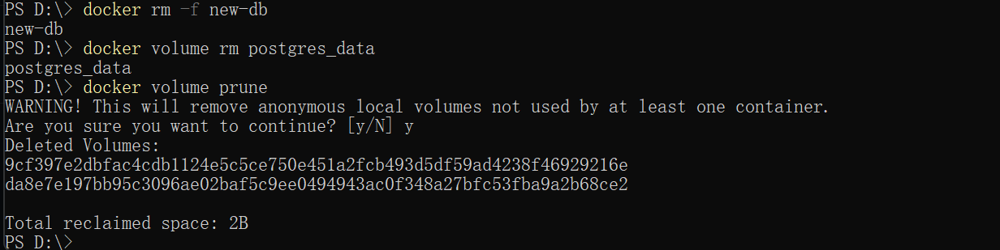 PS D:\> docker rm -f new-db
new-db
PS D:\> docker volume rm postgres_data
postgres_data
PS D:\> docker volume prune
WARNING! This will remove anonymous local volumes not used by at least one container.
Are you sure you want to continue? [y/N] y
Deleted Volumes:
9cf397e2dbfac4cdb1124e5c5ce750e451a2fcb493d5df59ad4238f46929216e
da8e7e197bb95c3096ae02baf5c9ee0494943ac0f348a27bfc53fba9a2b68ce2
Total reclaimed space: 2B
PS D:\>